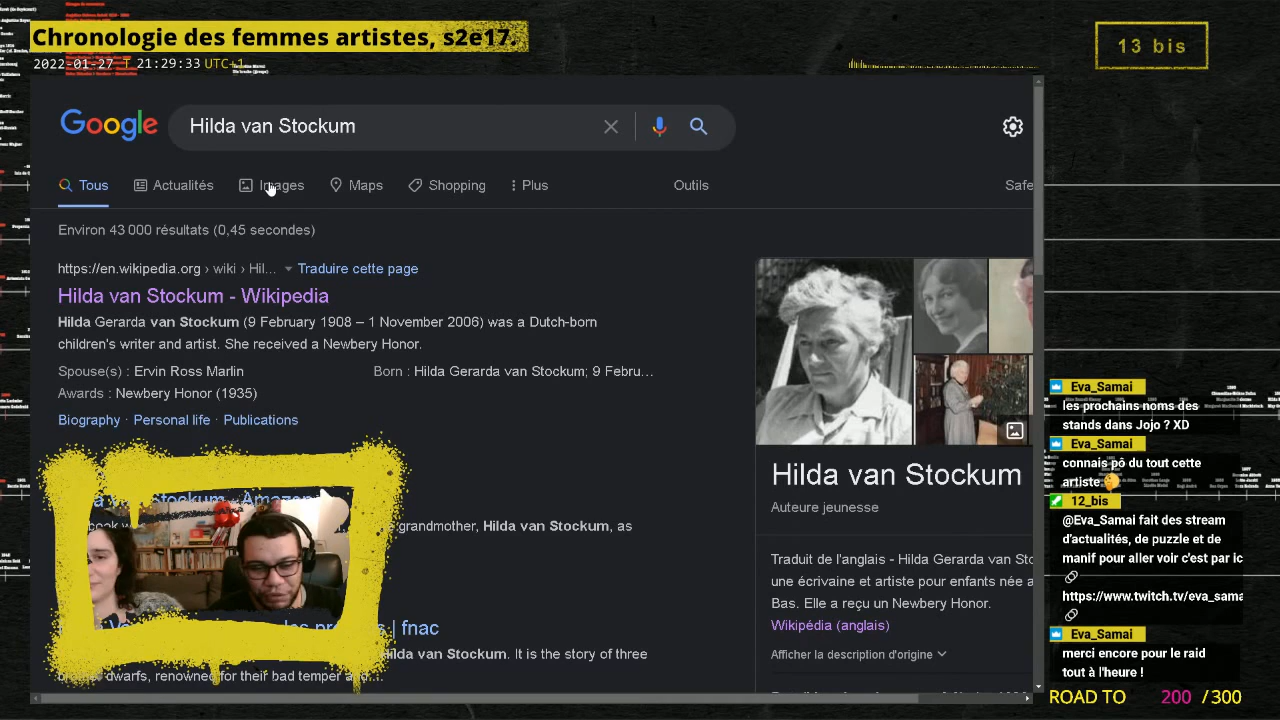 Chronologie des femmes artistes, s2e17.
2022-01-27 T 21:29:33 UTC+1
13 bis
Google
Hilda van Stockum
Tous
Actualités
Images
Maps
Shopping
Plus
Outils
Safe
Environ 43 000 résultats (0,45 secondes)
https://en.wikipedia.org › wiki › Hil... Traduire cette page
Hilda van Stockum - Wikipedia
Hilda Gerarda van Stockum (9 February 1908 – 1 November 2006) was a Dutch-born
children's writer and artist. She received a Newbery Honor.
Spouse(s) : Ervin Ross Marlin
Born : Hilda Gerarda van Stockum; 9 Febru...
Awards : Newbery Honor (1935)
Biography · Personal life · Publications
Stockum - Amazon
grandmother, Hilda van Stockum, as
| fnac
Hilda van Stockum. It is the story of three
dwarfs, renowned for their bad temper and...
Hilda van Stockum
Auteure jeunesse
Traduit de l'anglais - Hilda Gerarda van Sto
une écrivaine et artiste pour enfants née a
Bas. Elle a reçu un Newbery Honor.
Wikipédia (anglais)
Afficher la description d'origine
Eva_Samai
les prochains noms des
stands dans Jojo ? XD
Eva_Samai
connais pô du tout cette
artiste
12_bis
@Eva_Samai fait des stream
d'actualités, de puzzle et de
manif pour aller voir c'est par ic
https://www.twitch.tv/eva_sama
Eva_Samai
merci encore pour le raid
tout à l'heure !
ROAD TO 200 /300